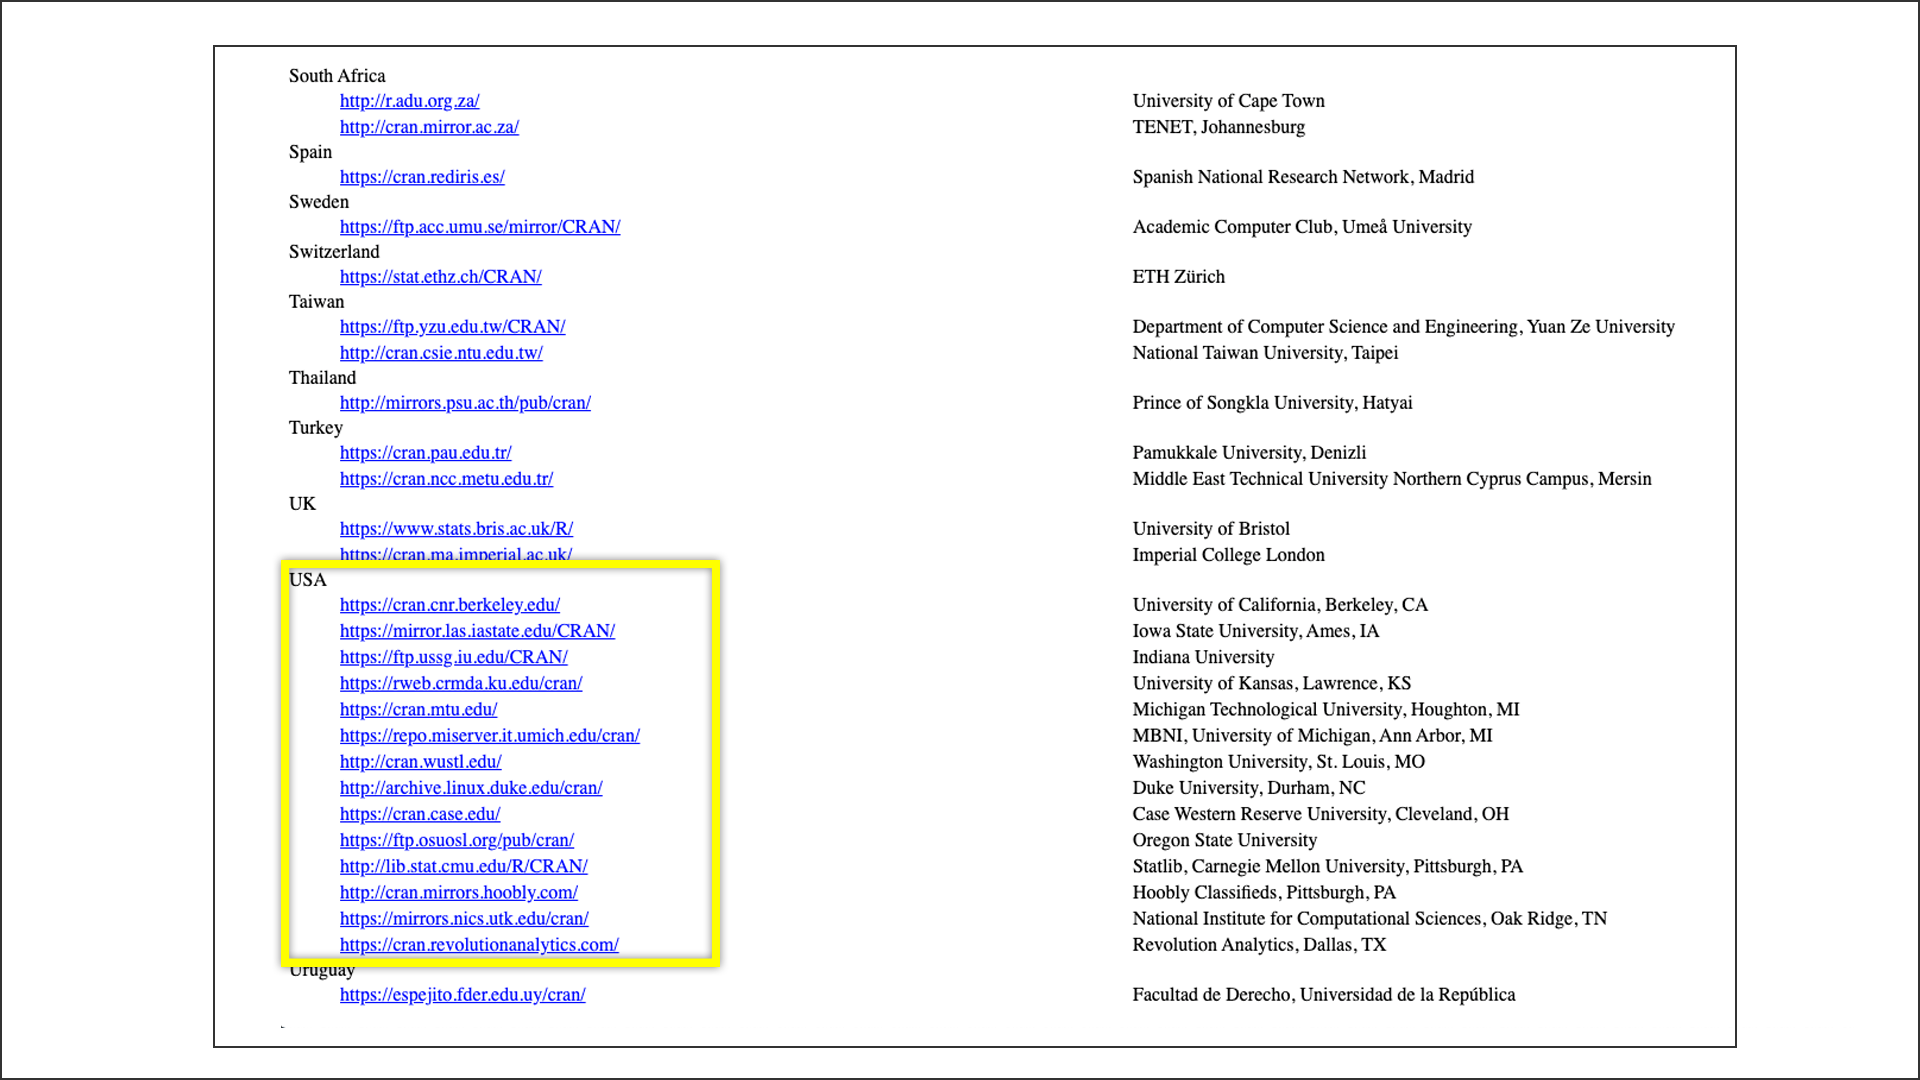 South Africa
http://r.adu.org.za/ University of Cape Town
http://cran.mirror.ac.za/ TENET, Johannesburg
Spain
https://cran.rediris.es/ Spanish National Research Network, Madrid
Sweden
https://ftp.acc.umu.se/mirror/CRAN/ Academic Computer Club, Umeå University
Switzerland
https://stat.ethz.ch/CRAN/ ETH Zürich
Taiwan
https://ftp.yzu.edu.tw/CRAN/ Department of Computer Science and Engineering, Yuan Ze University
http://cran.csie.ntu.edu.tw/ National Taiwan University, Taipei
Thailand
http://mirrors.psu.ac.th/pub/cran/ Prince of Songkla University, Hatyai
Turkey
https://cran.pau.edu.tr/ Pamukkale University, Denizli
https://cran.ncc.metu.edu.tr/ Middle East Technical University Northern Cyprus Campus, Mersin
UK
https://www.stats.bris.ac.uk/R/ University of Bristol
https://cran.ma.imperial.ac.uk/ Imperial College London
USA
https://cran.cnr.berkeley.edu/ University of California, Berkeley, CA
https://mirror.las.iastate.edu/CRAN/ Iowa State University, Ames, IA
https://ftp.ussg.iu.edu/CRAN/ Indiana University
https://rweb.crmda.ku.edu/cran/ University of Kansas, Lawrence, KS
https://cran.mtu.edu/ Michigan Technological University, Houghton, MI
https://repo.miserver.it.umich.edu/cran/ MBNI, University of Michigan, Ann Arbor, MI
http://cran.wustl.edu/ Washington University, St. Louis, MO
http://archive.linux.duke.edu/cran/ Duke University, Durham, NC
https://cran.case.edu/ Case Western Reserve University, Cleveland, OH
https://ftp.osuosl.org/pub/cran/ Oregon State University
http://lib.stat.cmu.edu/R/CRAN/ Statlib, Carnegie Mellon University, Pittsburgh, PA
http://cran.mirrors.hoobly.com/ Hoobly Classifieds, Pittsburgh, PA
https://mirrors.nics.utk.edu/cran/ National Institute for Computational Sciences, Oak Ridge, TN
https://cran.revolutionanalytics.com/ Revolution Analytics, Dallas, TX
Uruguay
https://espejito.fder.edu.uy/cran/ Facultad de Derecho, Universidad de la República